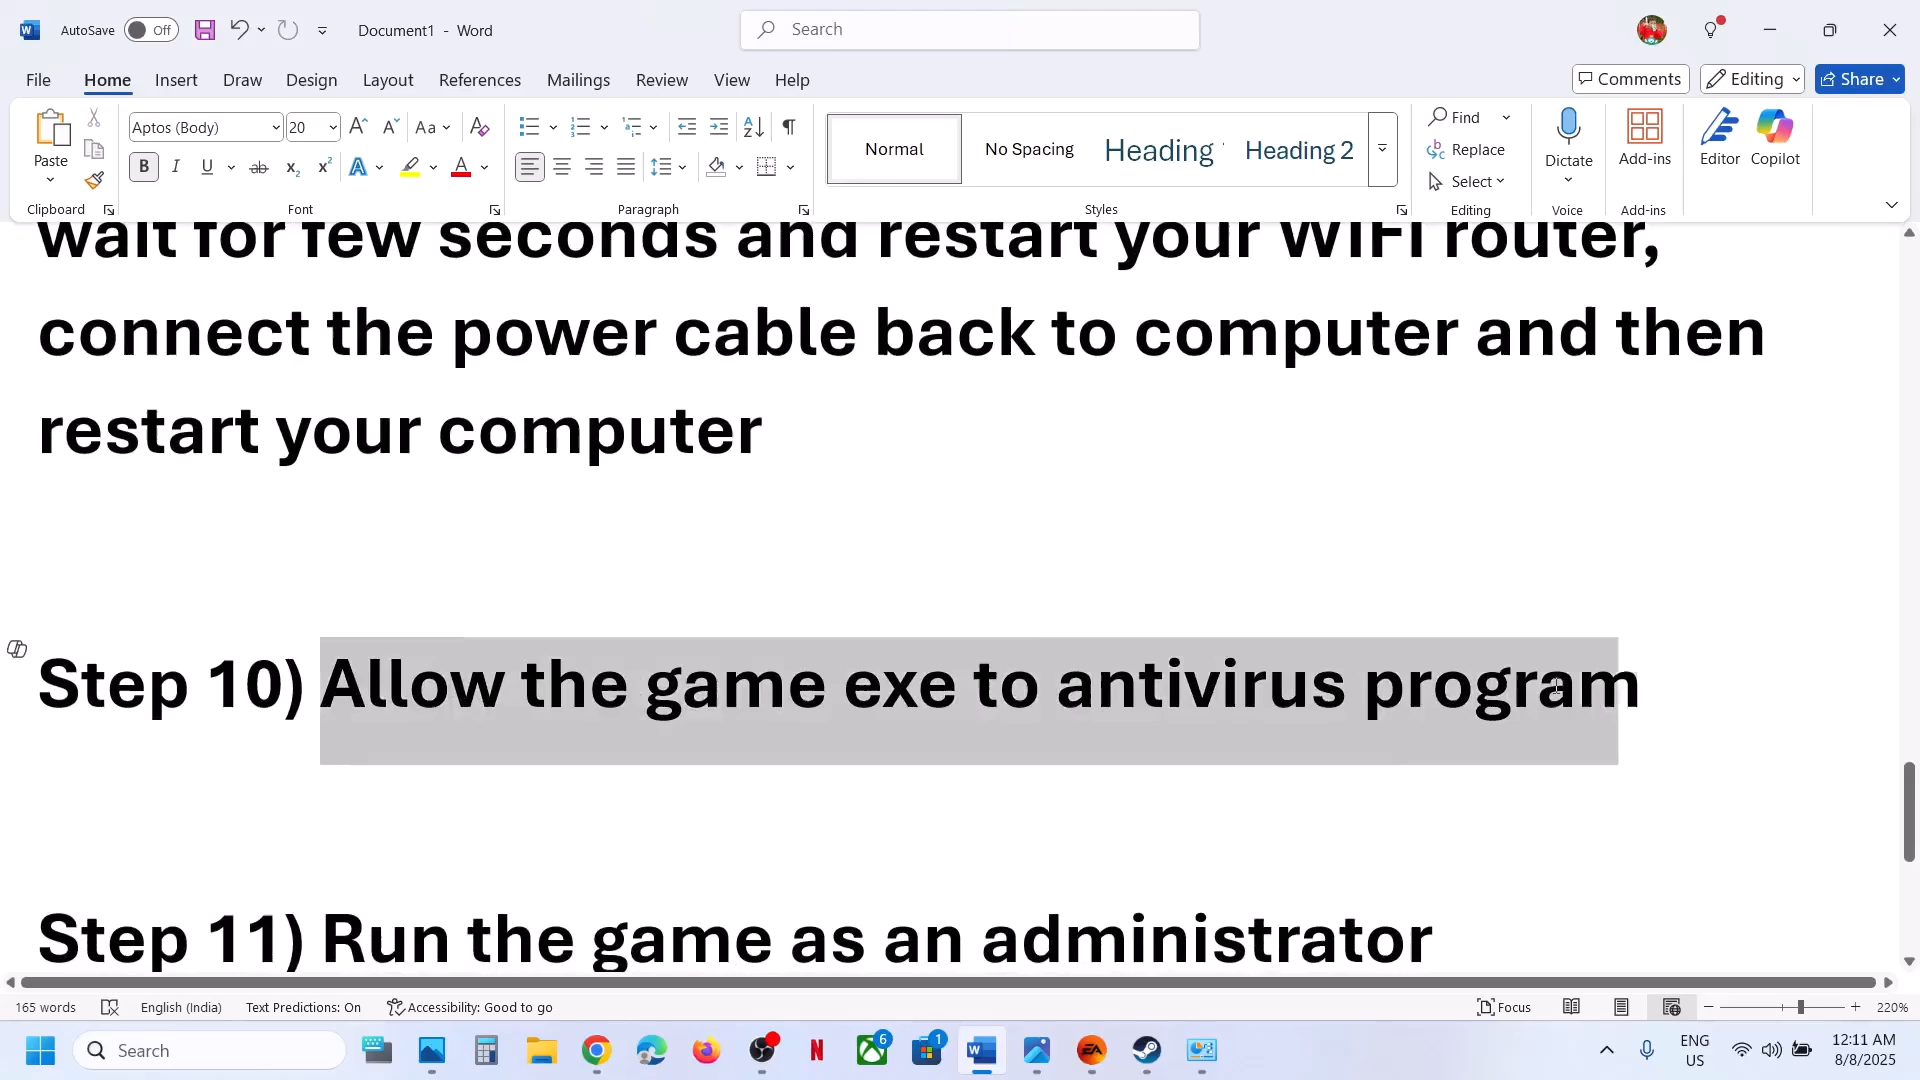 AutoSave Off Document1 - Word Search
File Home Insert Draw Design Layout References Mailings Review View Help Comments Editing Share
Paste Aptos (Body) 20 Aa Normal No Spacing Heading Heading 2 Find Replace Select Dictate Add-ins Editor Copilot
Clipboard Font Paragraph Styles Editing Voice Add-ins
wait for few seconds and restart your WIFI router,
connect the power cable back to computer and then
restart your computer
Step 10) Allow the game exe to antivirus program
Step 11) Run the game as an administrator
165 words English (India) Text Predictions: On Accessibility: Good to go Focus 220%
Search 6 1 ENG US 12:11 AM 8/8/2025